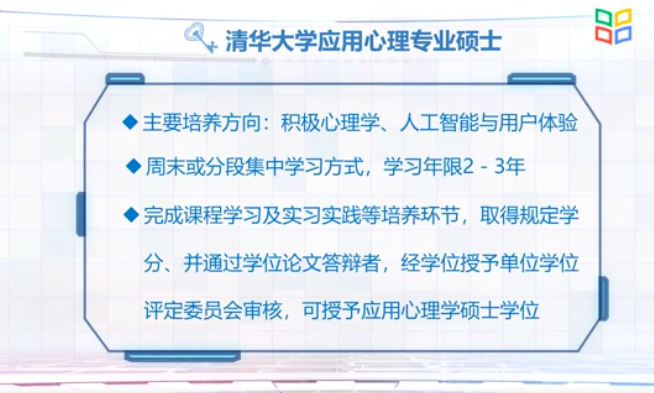 清华大学应用心理专业硕士
◆主要培养方向：积极心理学、人工智能与用户体验
◆周末或分段集中学习方式，学习年限2-3年
◆完成课程学习及实习实践等培养环节，取得规定学
分、并通过学位论文答辩者，经学位授予单位学位
评定委员会审核，可授予应用心理学硕士学位